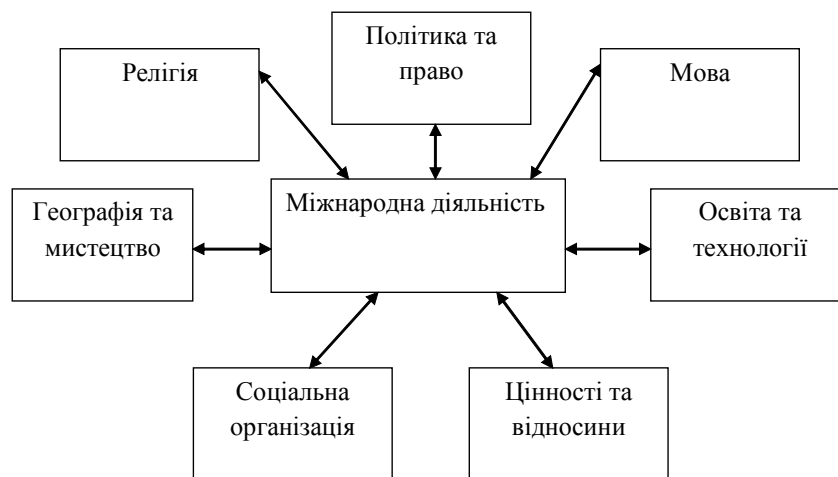 Політика та
право
Релігія
Мова
Міжнародна діяльність
Географія та
мистецтво
Освіта та
технології
Соціальна
організація
Цінності та
відносини